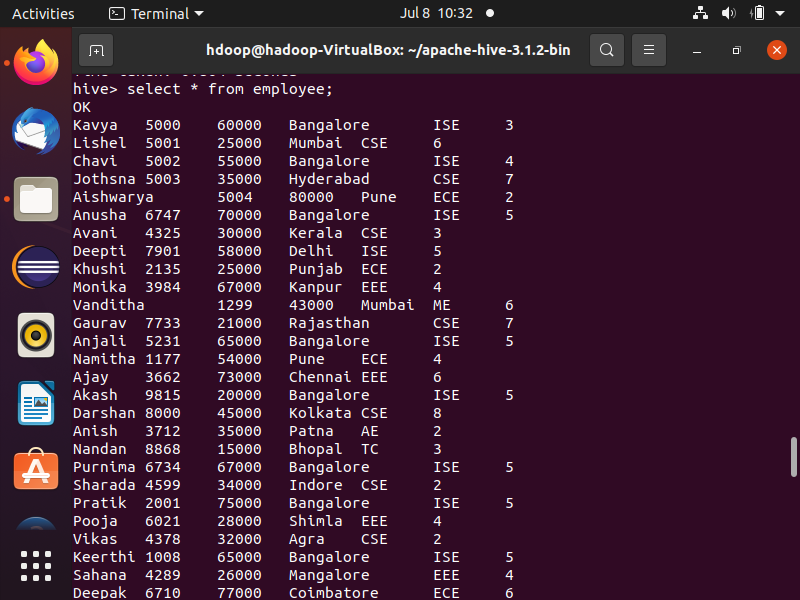 Activities Terminal Jul 8 10:32
hdoop@hadoop-VirtualBox: ~/apache-hive-3.1.2-bin
hive> select * from employee;
OK
Kavya 5000 60000 Bangalore ISE 3
Lishel 5001 25000 Mumbai CSE 6
Chavi 5002 55000 Bangalore ISE 4
Jothsna 5003 35000 Hyderabad CSE 7
Aishwarya 5004 80000 Pune ECE 2
Anusha 6747 70000 Bangalore ISE 5
Avani 4325 30000 Kerala CSE 3
Deepti 7901 58000 Delhi ISE 5
Khushi 2135 25000 Punjab ECE 2
Monika 3984 67000 Kanpur EEE 4
Vanditha 1299 43000 Mumbai ME 6
Gaurav 7733 21000 Rajasthan CSE 7
Anjali 5231 65000 Bangalore ISE 5
Namitha 1177 54000 Pune ECE 4
Ajay 3662 73000 Chennai EEE 6
Akash 9815 20000 Bangalore ISE 5
Darshan 8000 45000 Kolkata CSE 8
Anish 3712 35000 Patna AE 2
Nandan 8868 15000 Bhopal TC 3
Purnima 6734 67000 Bangalore ISE 5
Sharada 4599 34000 Indore CSE 2
Pratik 2001 75000 Bangalore ISE 5
Pooja 6021 28000 Shimla EEE 4
Vikas 4378 32000 Agra CSE 2
Keerthi 1008 65000 Bangalore ISE 5
Sahana 4289 26000 Mangalore EEE 4
Deepak 6710 77000 Coimbatore ECE 6